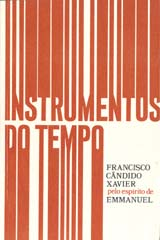 INSTRUMENTOS
DO TEMPO
FRANCISCO
CÂNDIDO
XAVIER
pelo espírito de
EMMANUEL